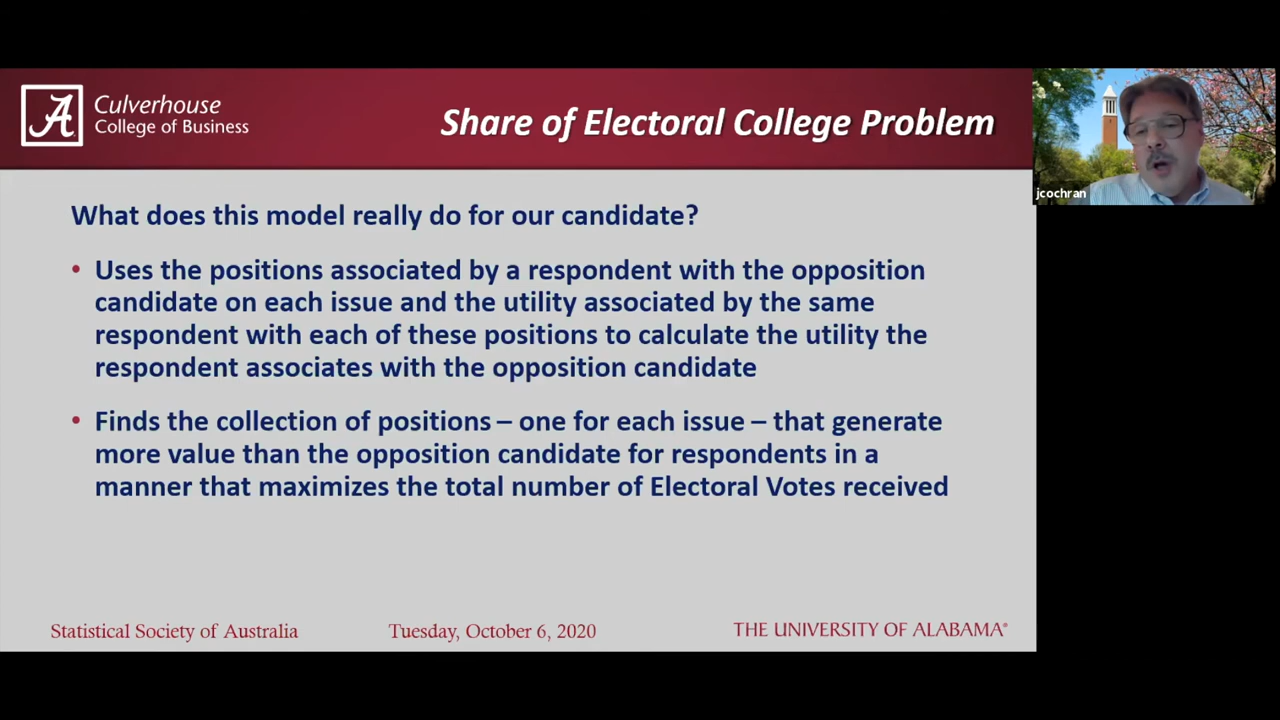 Culverhouse
College of Business
Share of Electoral College Problem
jcochran
What does this model really do for our candidate?
• Uses the positions associated by a respondent with the opposition
candidate on each issue and the utility associated by the same
respondent with each of these positions to calculate the utility the
respondent associates with the opposition candidate
• Finds the collection of positions – one for each issue – that generate
more value than the opposition candidate for respondents in a
manner that maximizes the total number of Electoral Votes received
Statistical Society of Australia
Tuesday, October 6, 2020
THE UNIVERSITY OF ALABAMA®